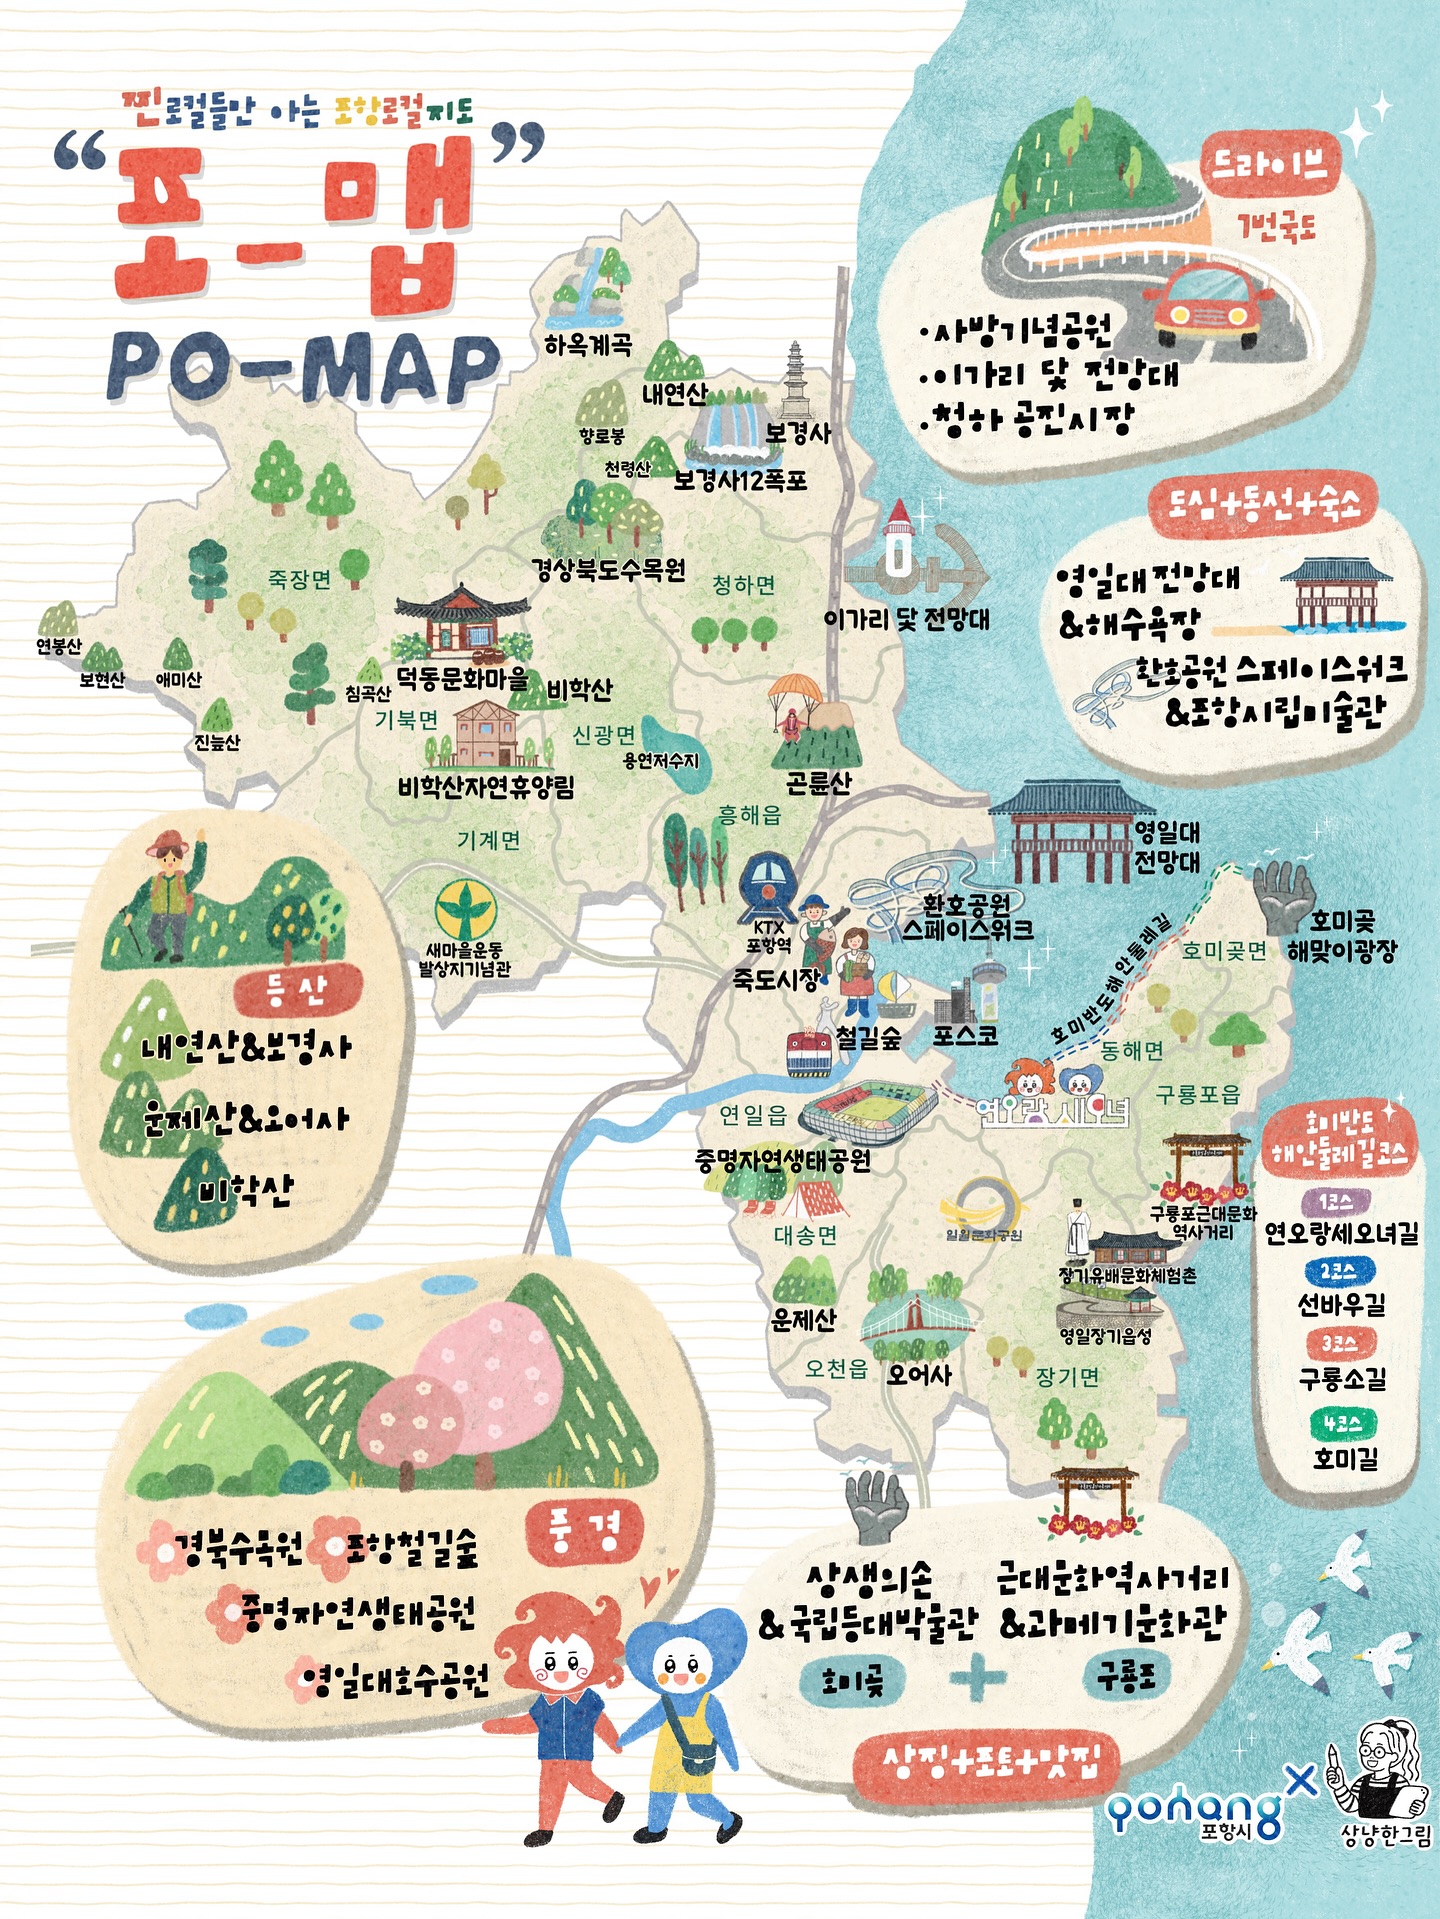 찐로컬들만 아는 포항로컬지도
“포-맵”
PO-MAP
드라이브
7번국도
·사방기념공원
·이가리 닻 전망대
·청하 공진시장
도심+동선+숙소
영일대전망대
&해수욕장
환호공원 스페이스워크
&포항시립미술관
하옥계곡
내연산
향로봉
보경사
천령산
보경사12폭포
경상북도수목원
죽장면
청하면
이가리 닻 전망대
연봉산
보현산
애미산
침곡산
덕동문화마을
비학산
기북면
진늪산
신광면
용연저수지
비학산자연휴양림
곤륜산
흥해읍
기계면
영일대
전망대
새마을운동
발상지기념관
KTX
포항역
환호공원
스페이스워크
죽도시장
호미곶
해맞이광장
호미곶면
호미반도해안둘레길
철길숲
포스코
동해면
구룡포읍
연오랑 세오녀
연일읍
중명자연생태공원
대송면
일월문화공원
구룡포근대문화
역사거리
장기유배문화체험촌
운제산
영일장기읍성
오천읍
오어사
장기면
등산
내연산&보경사
운제산&오어사
비학산
호미반도
해안둘레길코스
1코스
연오랑세오녀길
2코스
선바우길
3코스
구룡소길
4코스
호미길
풍경
경북수목원
포항철길숲
중명자연생태공원
영일대호수공원
상생의손
&국립등대박물관
호미곶
근대문화역사거리
&과메기문화관
구룡포
상징+포토+맛집
pohang
포항시
X
상냥한그림